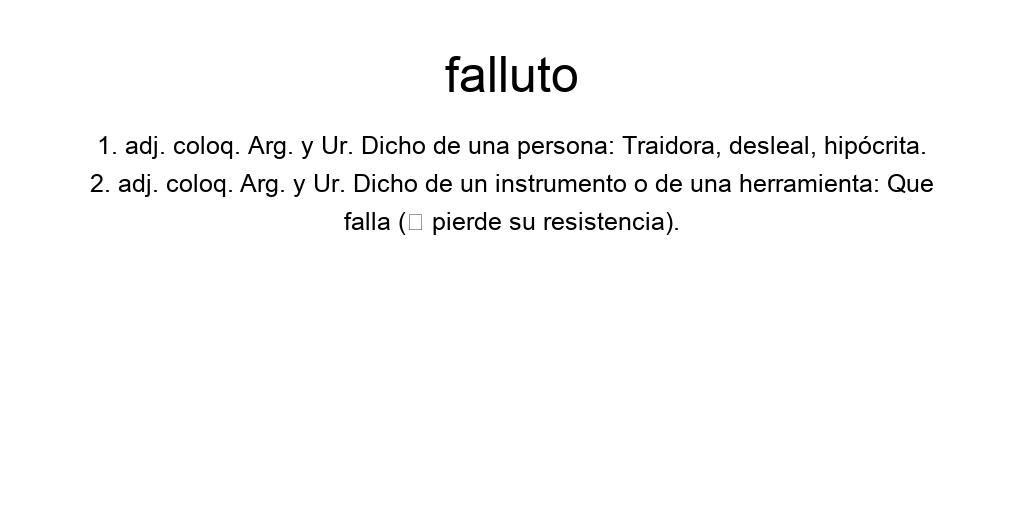 falluto
1. adj. coloq. Arg. y Ur. Dicho de una persona: Traidora, desleal, hipócrita.
2. adj. coloq. Arg. y Ur. Dicho de un instrumento o de una herramienta: Que
falla (□ pierde su resistencia).